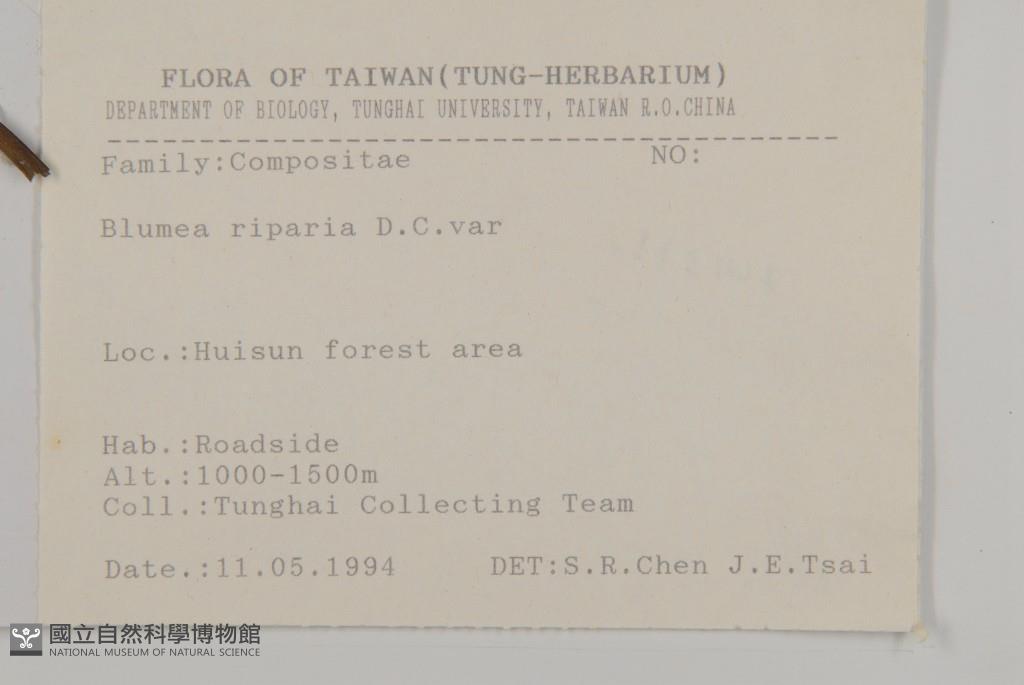 FLORA OF TAIWAN(TUNG-HERBARIUM)
DEPARTMENT OF BIOLOGY, TUNGHAI UNIVERSITY, TAIWAN R.O.CHINA
Family:Compositae NO:
Blumea riparia D.C.var
Loc.:Huisun forest area
Hab.:Roadside
Alt.:1000-1500m
Coll.:Tunghai Collecting Team
Date.:11.05.1994 DET:S.R.Chen J.E.Tsai
國立自然科學博物館
NATIONAL MUSEUM OF NATURAL SCIENCE